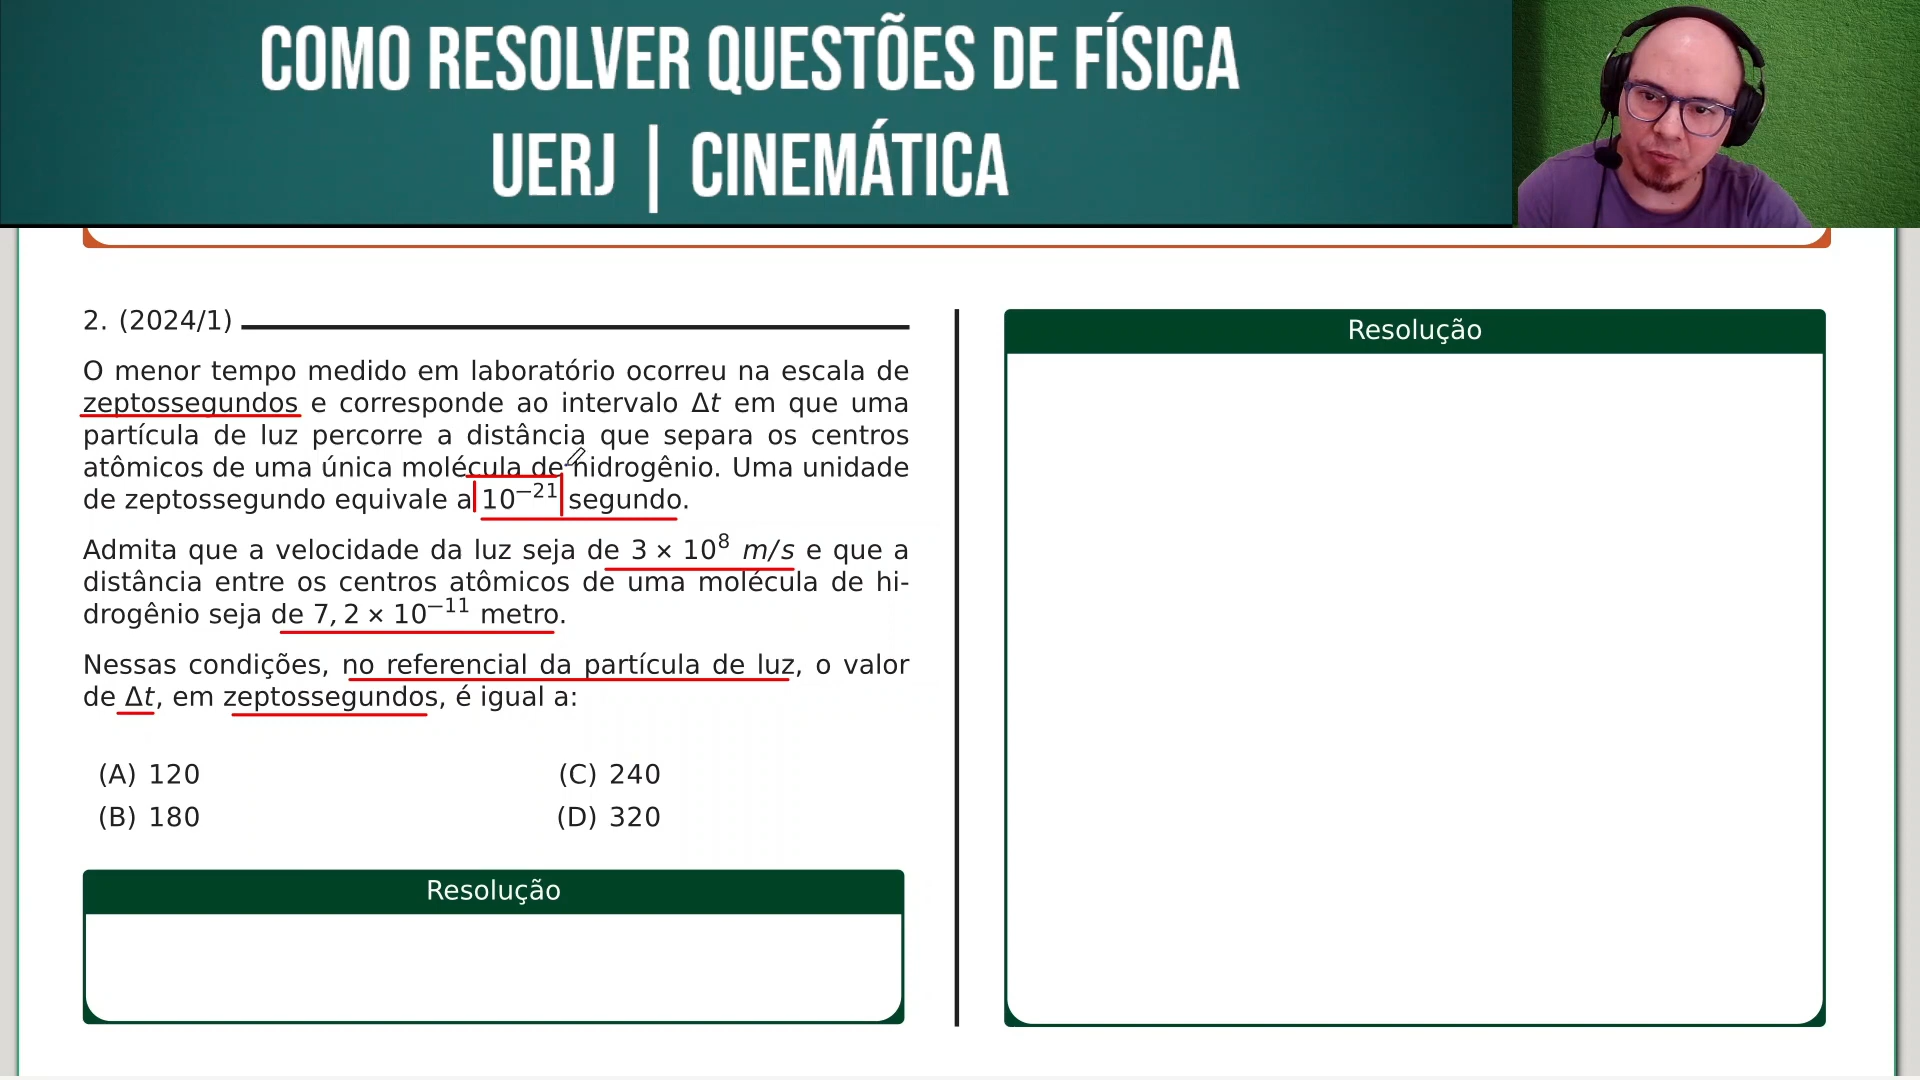 COMO RESOLVER QUESTÕES DE FÍSICA
UERJ | CINEMÁTICA
2. (2024/1)
O menor tempo medido em laboratório ocorreu na escala de
zeptossegundos e corresponde ao intervalo Δt em que uma
partícula de luz percorre a distância que separa os centros
atômicos de uma única molécula de hidrogênio. Uma unidade
de zeptossegundo equivale a 10⁻²¹ segundo.
Admita que a velocidade da luz seja de 3 × 10⁸ m/s e que a
distância entre os centros atômicos de uma molécula de hi-
drogênio seja de 7, 2 × 10⁻¹¹ metro.
Nessas condições, no referencial da partícula de luz, o valor
de Δt, em zeptossegundos, é igual a:
(A) 120
(C) 240
(B) 180
(D) 320
Resolução
Resolução